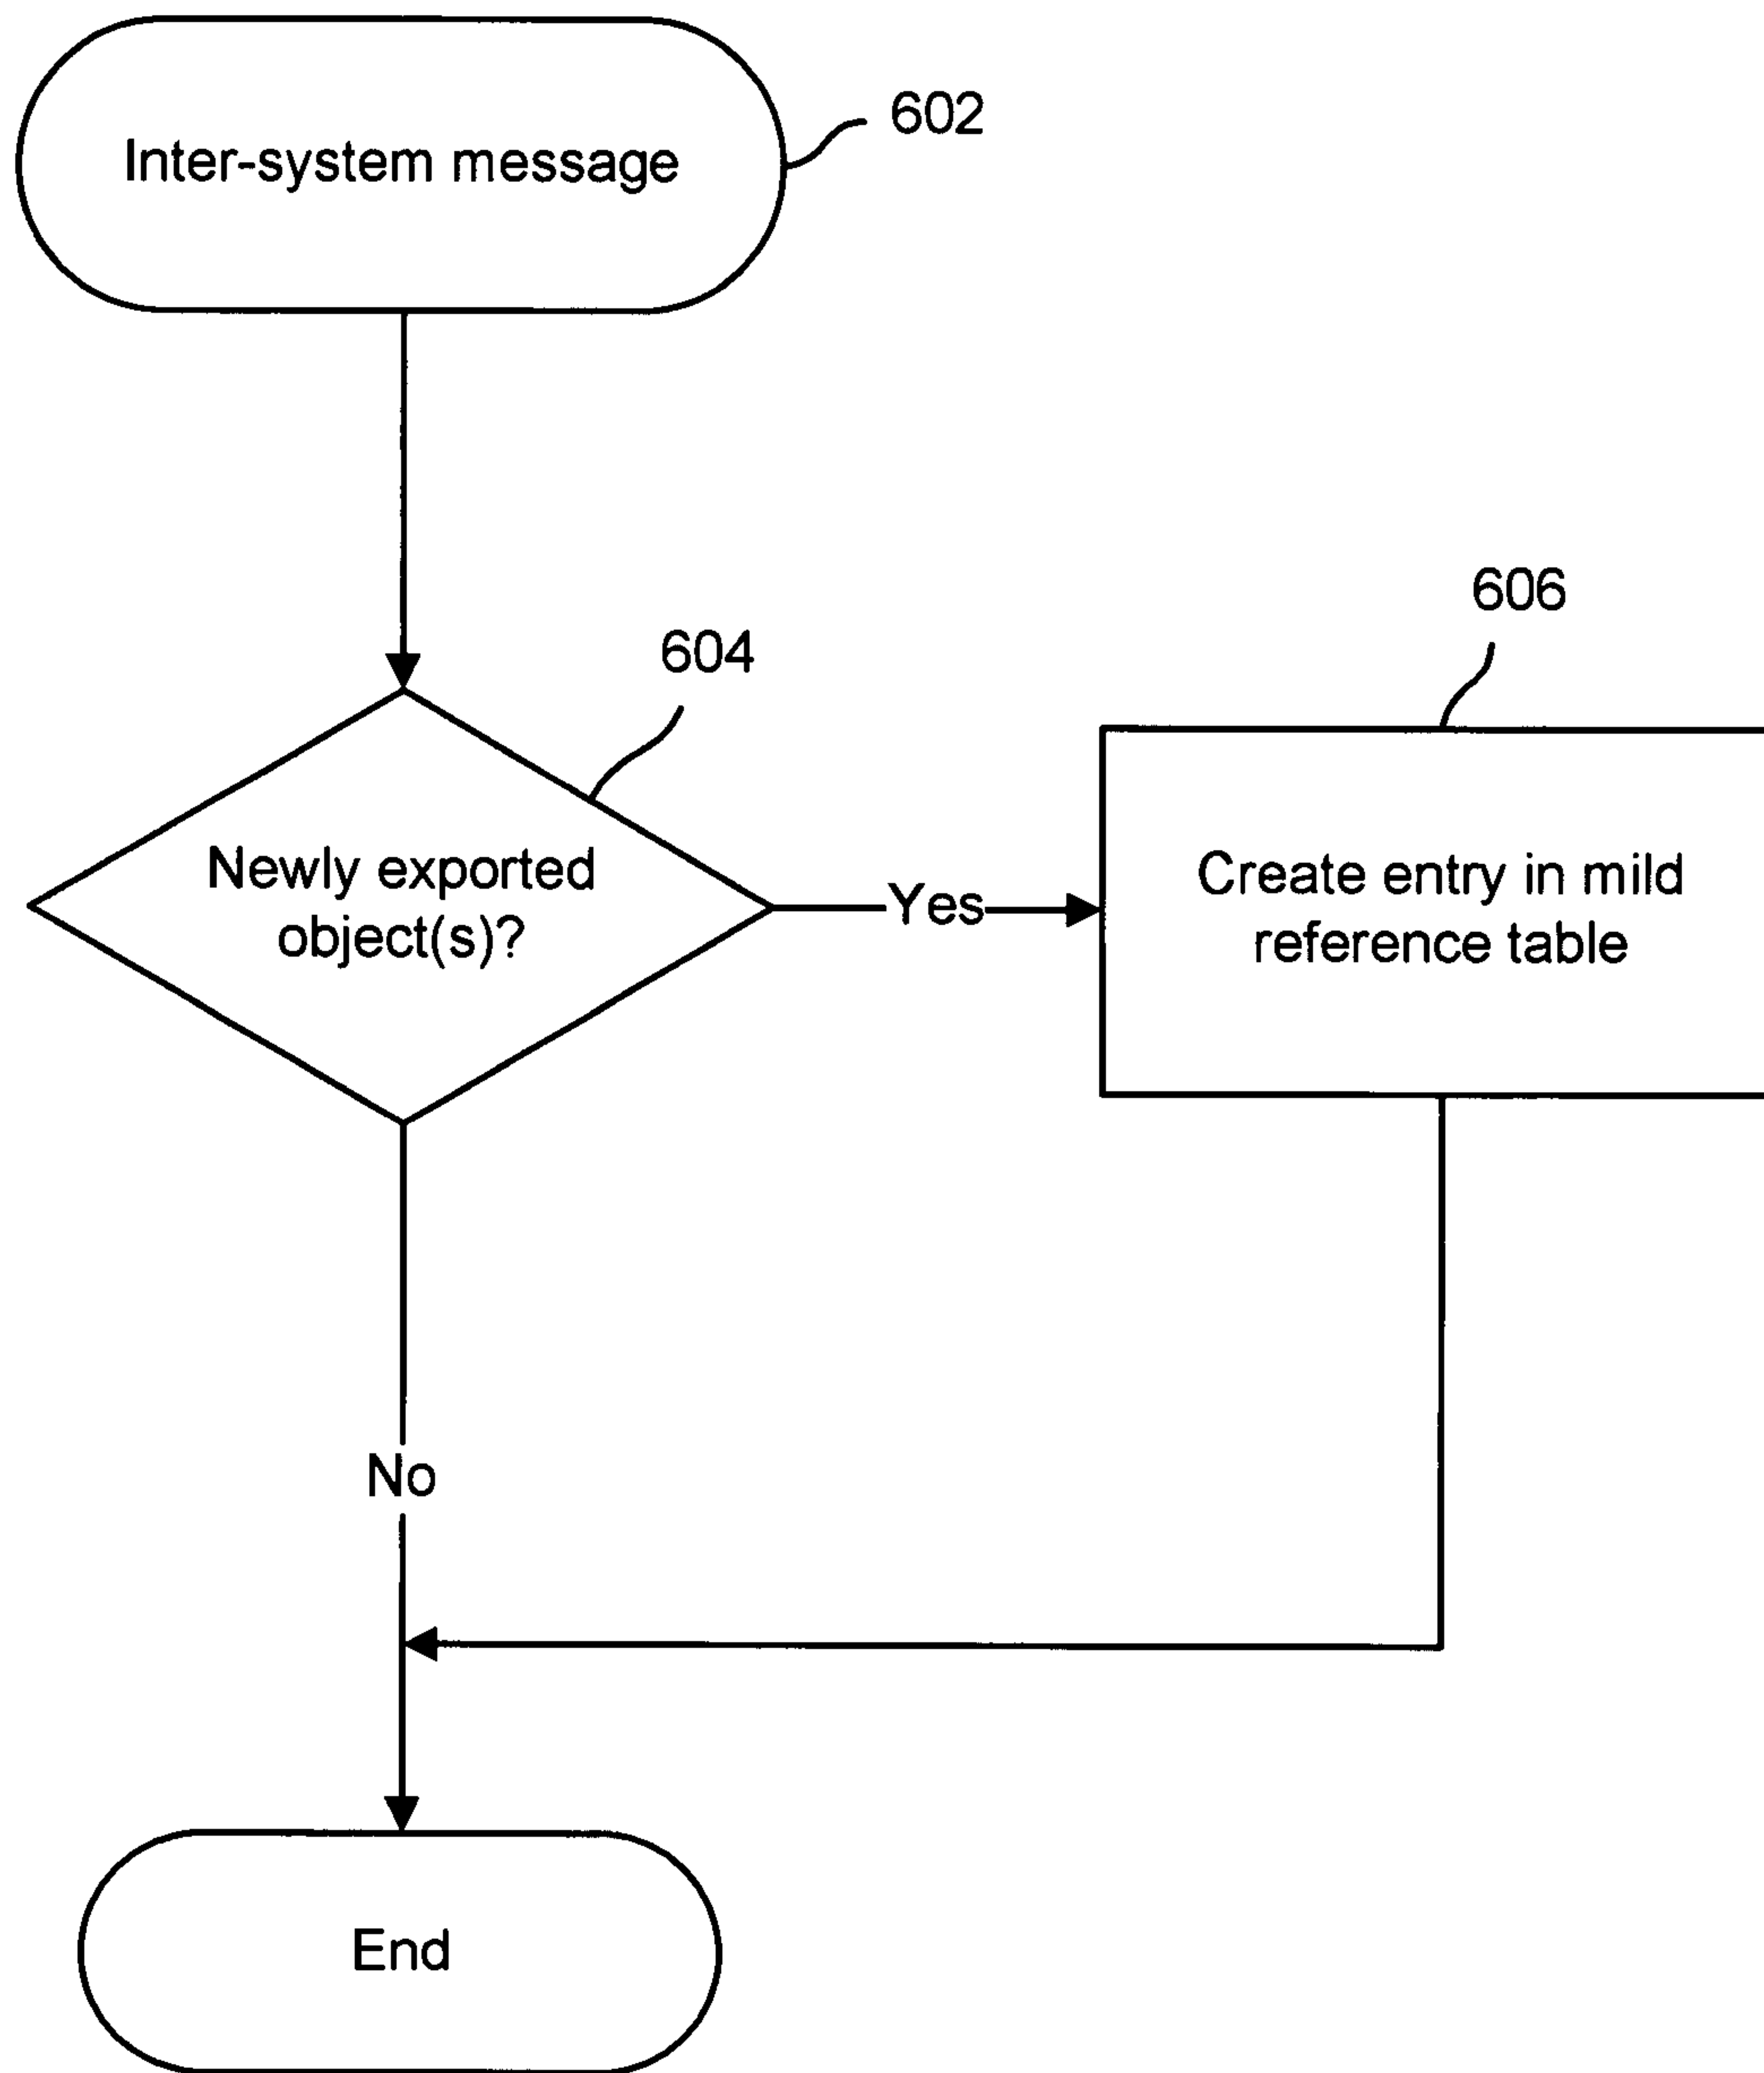 Inter-system message
602
604
Newly exported
object(s)?
Yes
606
Create entry in mild
reference table
No
End